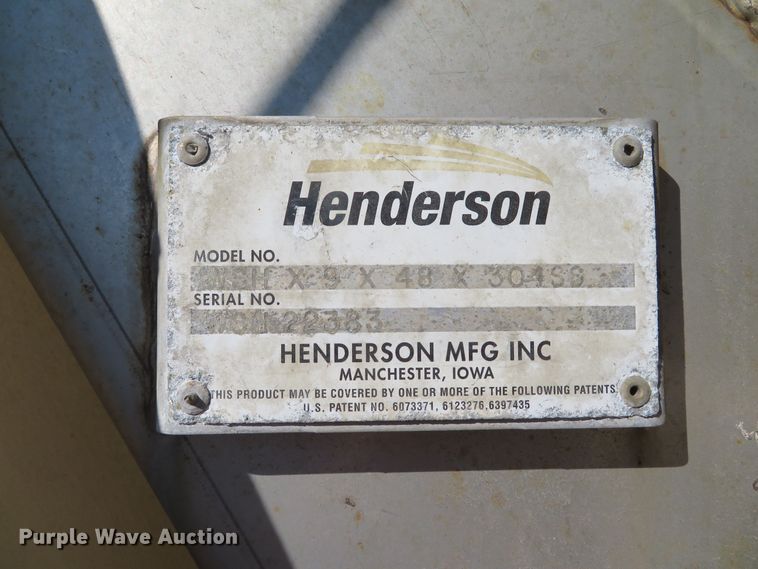 Henderson
MODEL NO.
X 9 X 48 X 304SS
SERIAL NO.
HENDERSON MFG INC
MANCHESTER, IOWA
THIS PRODUCT MAY BE COVERED BY ONE OR MORE OF THE FOLLOWING PATENTS.
U.S. PATENT NO. 6073371, 6123276,6397435
Purple Wave Auction®